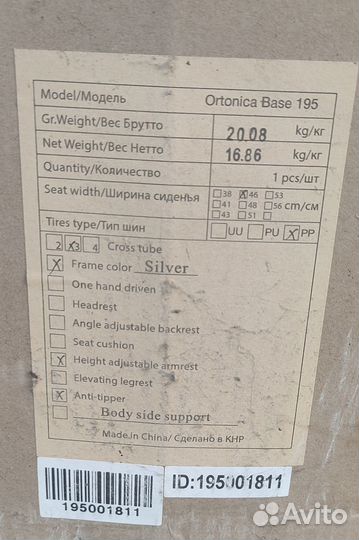 Model/Модель Ortonica Base 195
Gr.Weight/Вес Брутто 20.08 kg/кг
Net Weight/Вес Нетто 16.86 kg/кг
Quantity/Количество 1 pcs/шт
Seat width/Ширина сиденья 38 46 53
41 48 56 cm/см
43 51
Tires type/Тип шин UU PU PP
2 3 4 Cross tube
Frame color Silver
One hand driven
Headrest
Angle adjustable backrest
Seat cushion
Height adjustable armrest
Elevating legrest
Anti-tipper
Body side support
Made in China/ Сделано в КНР
195001811
ID:195001811
Avito